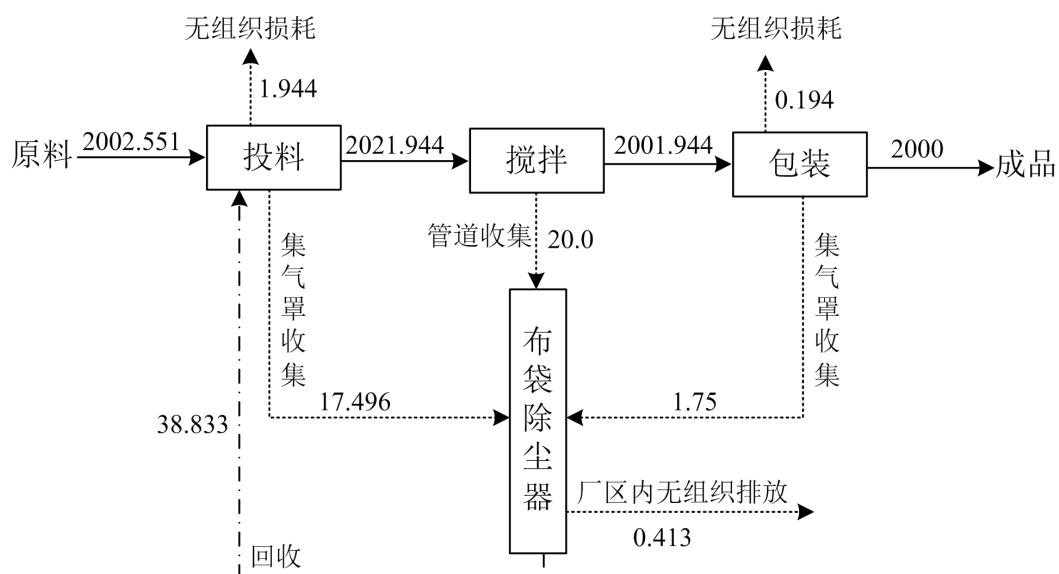 无组织损耗
无组织损耗
1.944
0.194
原料
2002.551
投料
2021.944
搅拌
2001.944
包装
2000
成品
集气罩收集
管道收集
20.0
集气罩收集
布袋除尘器
38.833
17.496
1.75
厂区内无组织排放
0.413
回收